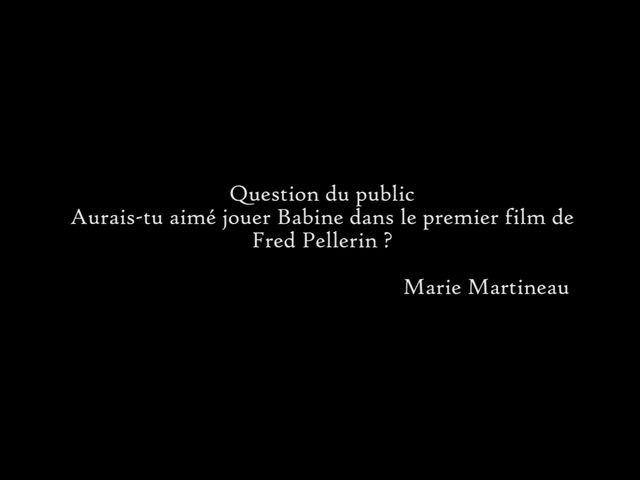 Question du public
Aurais-tu aimé jouer Babine dans le premier film de
Fred Pellerin ?
Marie Martineau